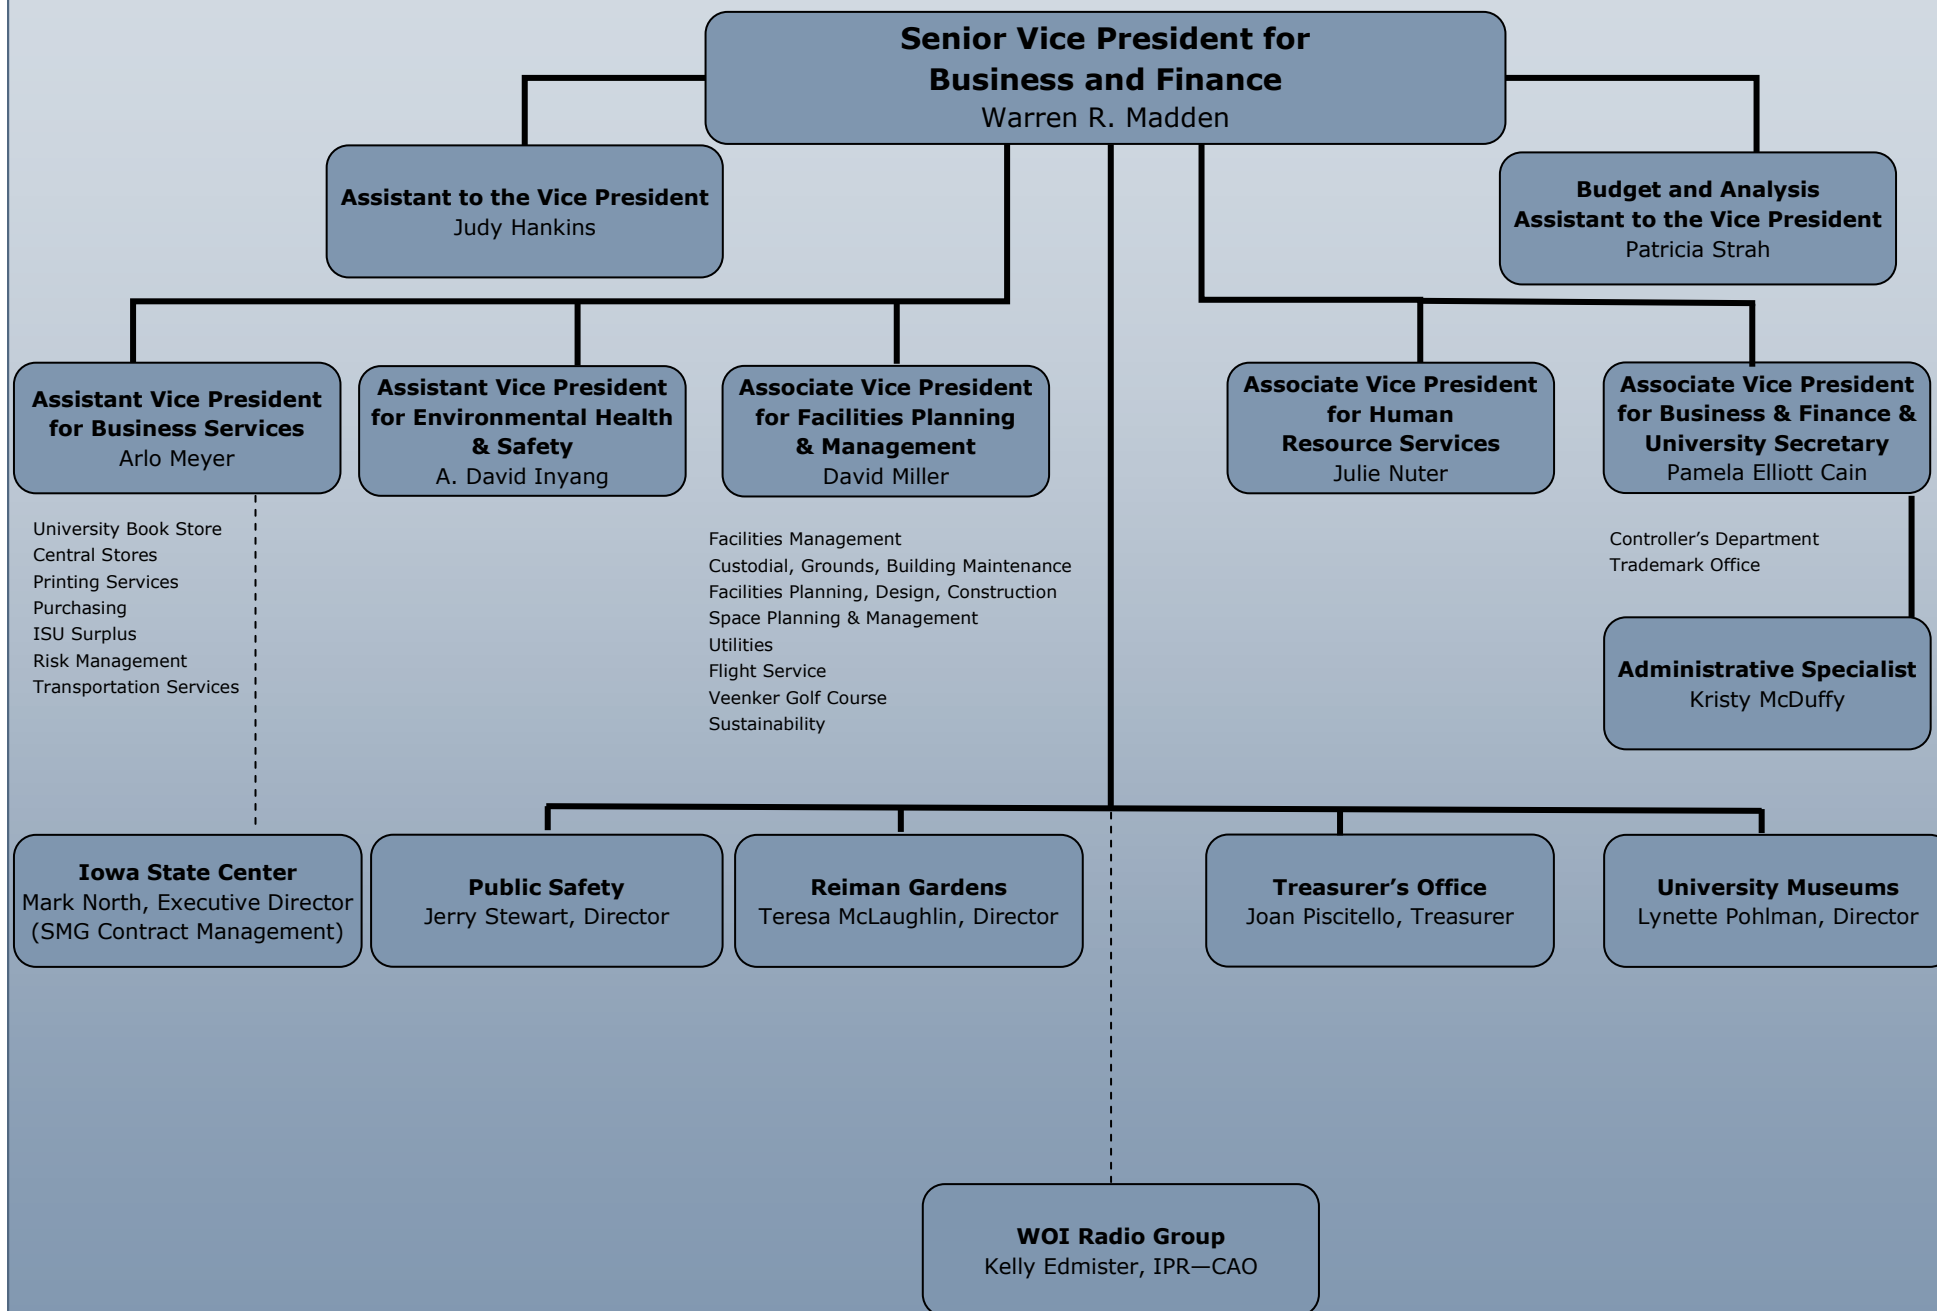 Senior Vice President for
Business and Finance
Warren R. Madden
Assistant to the Vice President
Judy Hankins
Budget and Analysis
Assistant to the Vice President
Patricia Strah
Assistant Vice President
for Business Services
Arlo Meyer
Assistant Vice President
for Environmental Health
& Safety
A. David Inyang
Associate Vice President
for Facilities Planning
& Management
David Miller
Associate Vice President
for Human
Resource Services
Julie Nuter
Associate Vice President
for Business & Finance &
University Secretary
Pamela Elliott Cain
University Book Store
Central Stores
Printing Services
Purchasing
ISU Surplus
Risk Management
Transportation Services
Facilities Management
Custodial, Grounds, Building Maintenance
Facilities Planning, Design, Construction
Space Planning & Management
Utilities
Flight Service
Veenker Golf Course
Sustainability
Controller’s Department
Trademark Office
Administrative Specialist
Kristy McDuffy
Iowa State Center
Mark North, Executive Director
(SMG Contract Management)
Public Safety
Jerry Stewart, Director
Reiman Gardens
Teresa McLaughlin, Director
Treasurer’s Office
Joan Piscitello, Treasurer
University Museums
Lynette Pohlman, Director
WOI Radio Group
Kelly Edmister, IPR—CAO